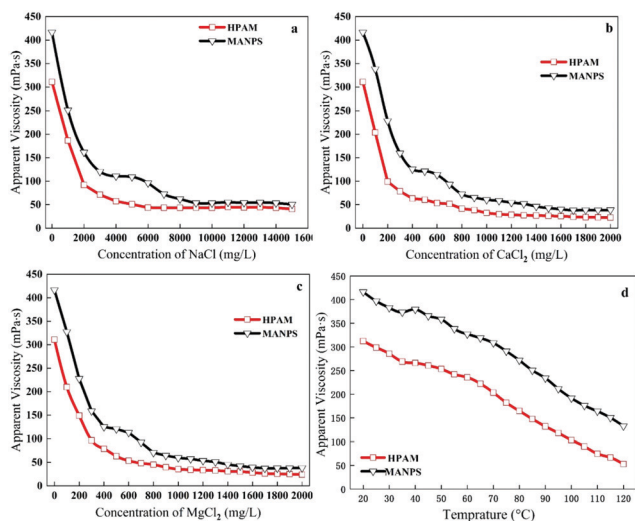 a
HPAM
MANPS
Apparent Viscosity (mPa·s)
450
400
350
300
250
200
150
100
50
0
0 2000 4000 6000 8000 10000 12000 14000 160
Concentration of NaCl (mg/L)
b
HPAM
MANPS
Apparent Viscosity (mPa·s)
450
400
350
300
250
200
150
100
50
0
0 200 400 600 800 1000 1200 1400 1600 1800 2000
Concentration of CaCl2 (mg/L)
c
HPAM
MANPS
Apparent Viscosity (mPa·s)
450
400
350
300
250
200
150
100
50
0
0 200 400 600 800 1000 1200 1400 1600 1800 2000
Concentration of MgCl2 (mg/L)
d
HPAM
MANPS
Apparent Viscosity (mPa·s)
450
400
350
300
250
200
150
100
50
0
20 30 40 50 60 70 80 90 100 110 120
Temprature (°C)